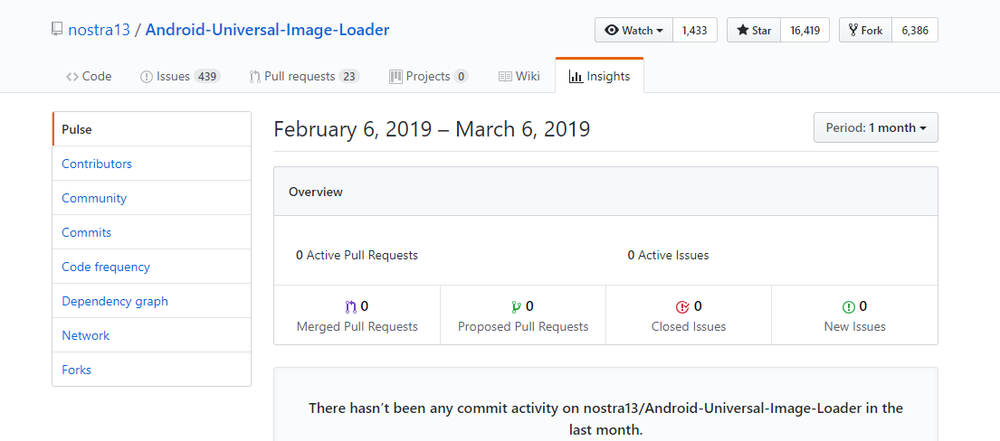 nostra13 / Android-Universal-Image-Loader
Watch 1,433 Star 16,419 Fork 6,386
Code Issues 439 Pull requests 23 Projects 0 Wiki Insights
Pulse
Contributors
Community
Commits
Code frequency
Dependency graph
Network
Forks
February 6, 2019 – March 6, 2019
Period: 1 month
Overview
0 Active Pull Requests
0 Active Issues
0
Merged Pull Requests
0
Proposed Pull Requests
0
Closed Issues
0
New Issues
There hasn’t been any commit activity on nostra13/Android-Universal-Image-Loader in the
last month.